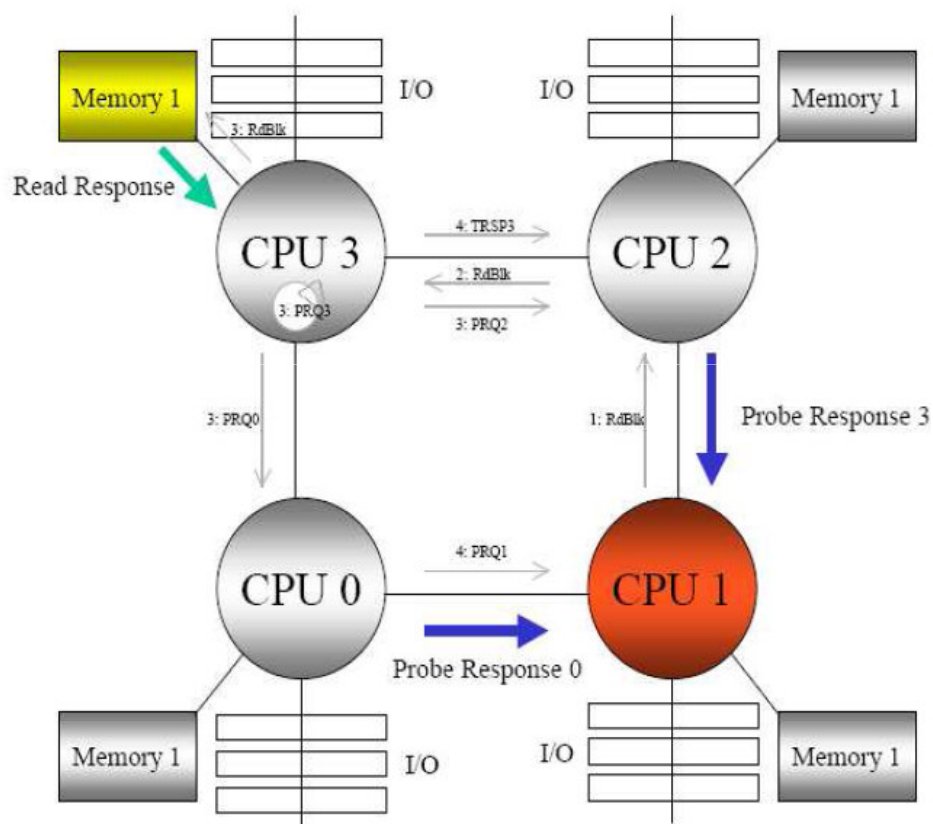 I/O
I/O
Memory 1
Memory 1
3: RdBlk
Read Response
CPU 3
4: TRSP3
CPU 2
2: RdBlk
3: PRQ3
3: PRQ2
3: PRQ0
1: RdBlk
Probe Response 3
4: PRQ1
CPU 0
CPU 1
Probe Response 0
Memory 1
I/O
I/O
Memory 1